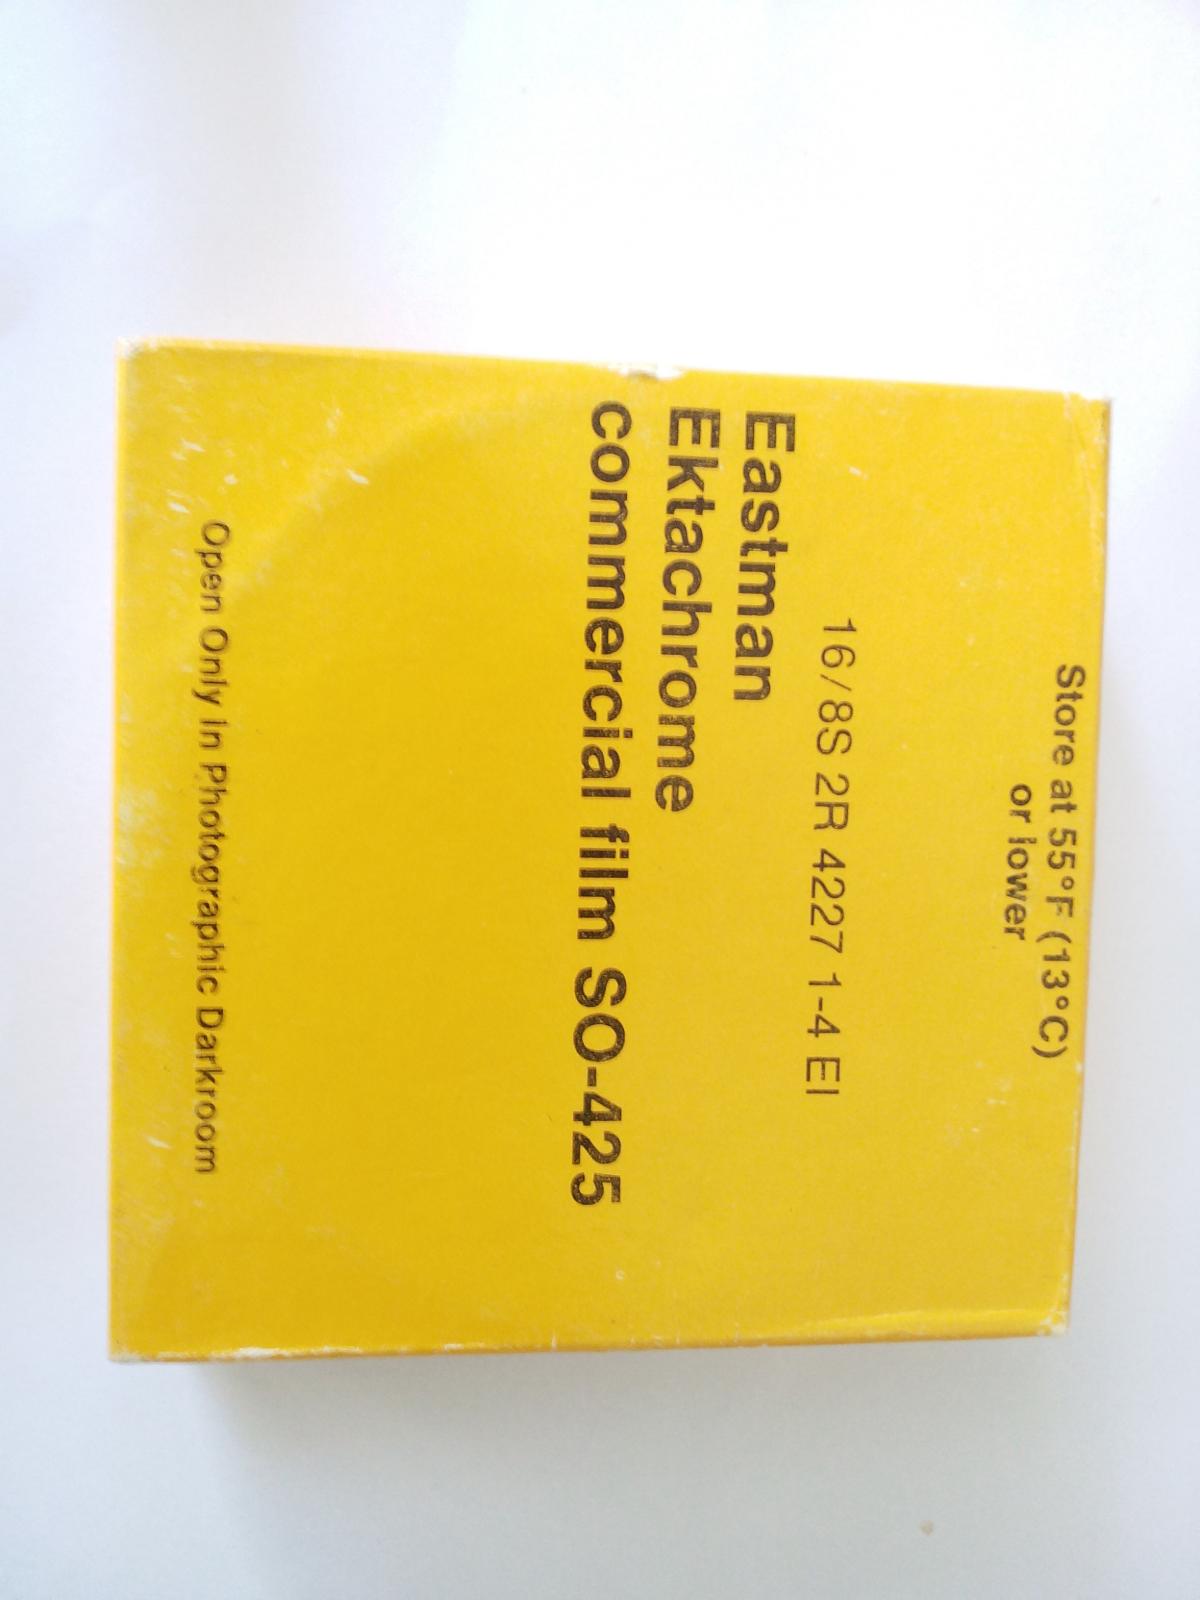 Store at 55°F (13°C)
or lower
16/8S 2R 4227 1-4 EI
Eastman
Ektachrome
commercial film SO-425
Open Only In Photographic Darkroom